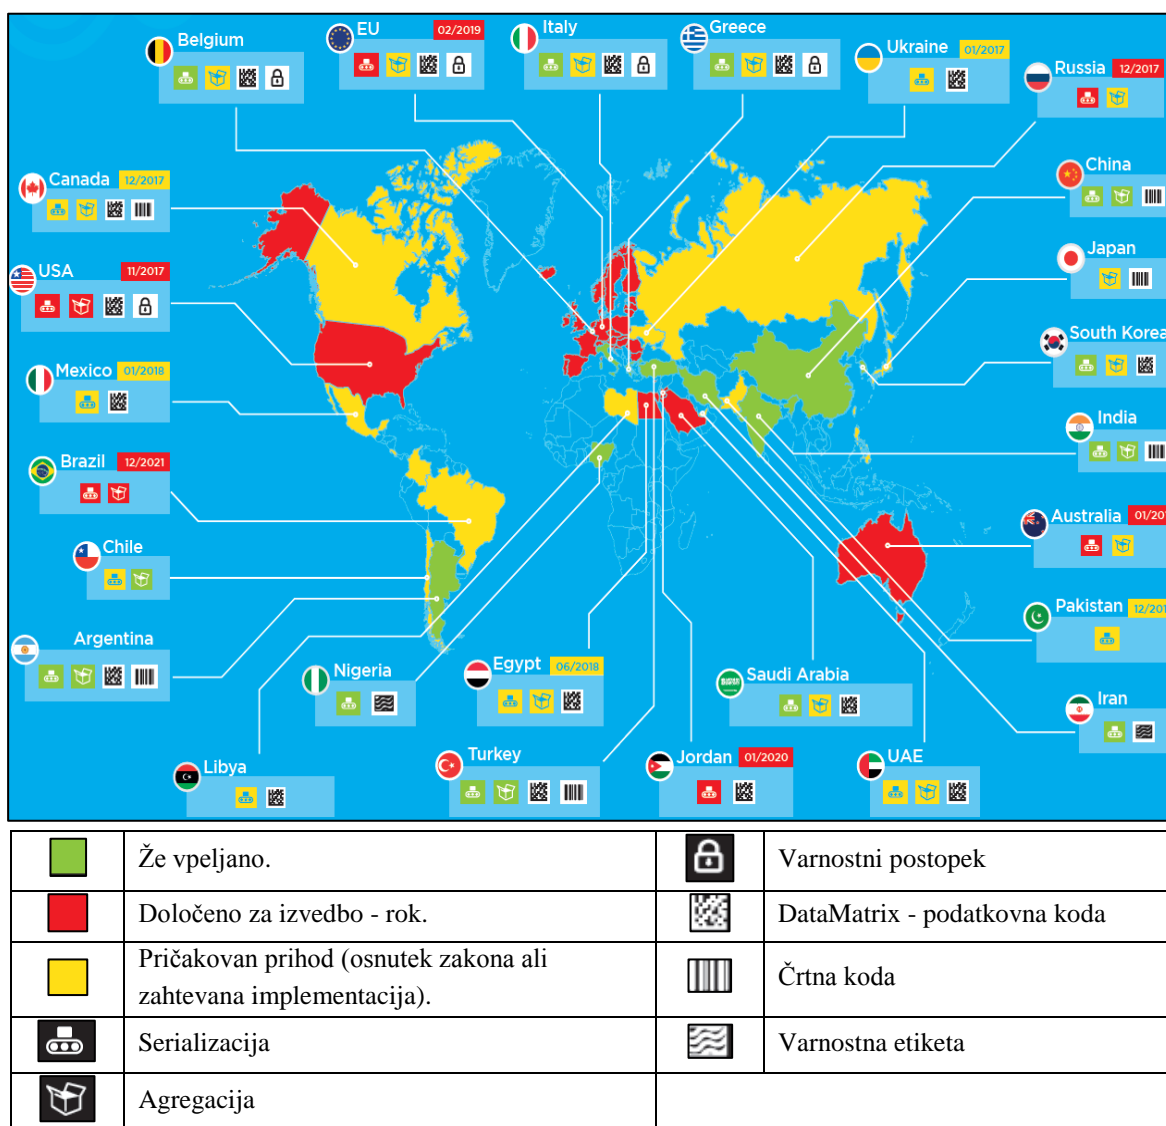 Belgium
EU 02/2019
Italy
Greece
Ukraine 01/2017
Russia 12/2017
Canada 12/2017
China
USA 11/2017
Japan
Mexico 01/2018
South Korea
Brazil 12/2021
India
Chile
Australia
Argentina
Pakistan
Nigeria
Egypt 06/2018
Saudi Arabia
Iran
Libya
Turkey
Jordan 01/2020
UAE
Že vpeljano.
Varnostni postopek
Določeno za izvedbo - rok.
DataMatrix - podatkovna koda
Pričakovan prihod (osnutek zakona ali
zahtevana implementacija).
Črtna koda
Serializacija
Varnostna etiketa
Agregacija